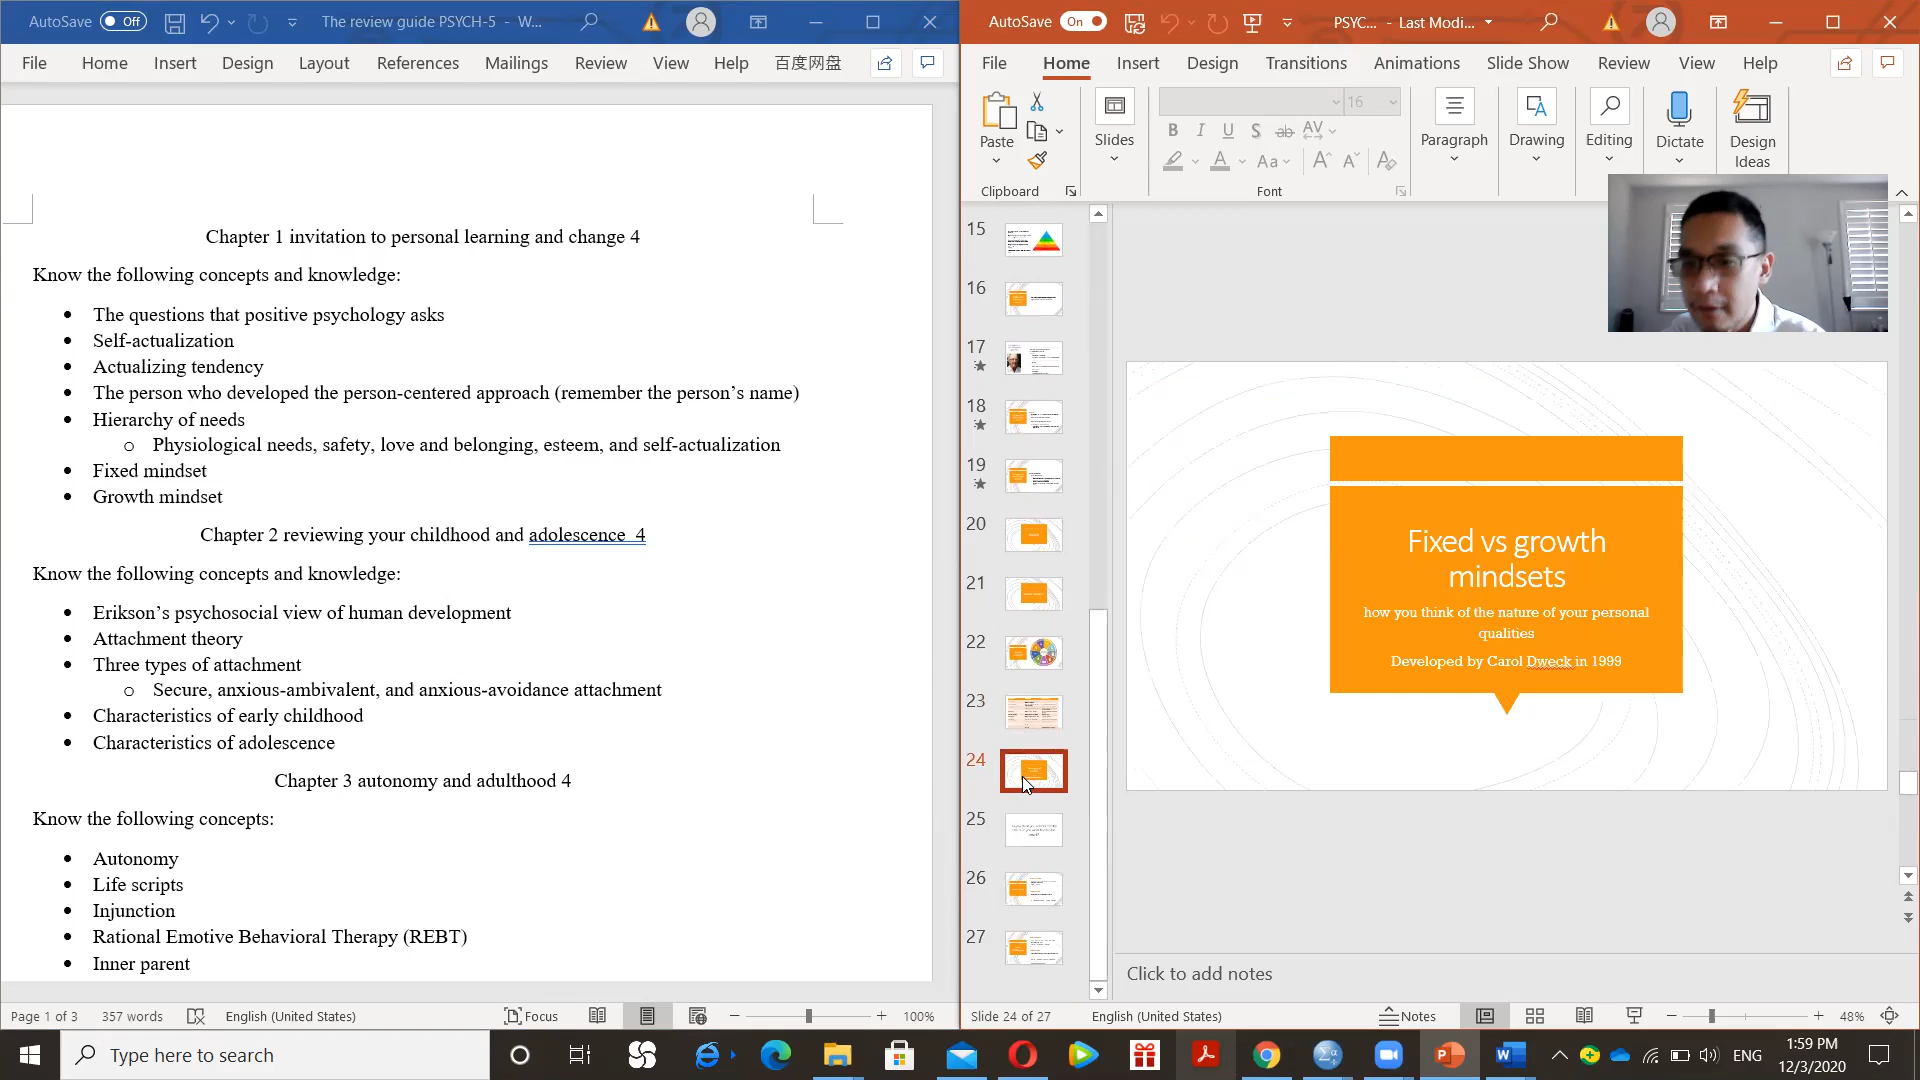 AutoSave Off The review guide PSYCH-5 - W...
File Home Insert Design Layout References Mailings Review View Help 百度网盘
Chapter 1 invitation to personal learning and change 4
Know the following concepts and knowledge:
• The questions that positive psychology asks
• Self-actualization
• Actualizing tendency
• The person who developed the person-centered approach (remember the person's name)
• Hierarchy of needs
o Physiological needs, safety, love and belonging, esteem, and self-actualization
• Fixed mindset
• Growth mindset
Chapter 2 reviewing your childhood and adolescence 4
Know the following concepts and knowledge:
• Erikson's psychosocial view of human development
• Attachment theory
• Three types of attachment
o Secure, anxious-ambivalent, and anxious-avoidance attachment
• Characteristics of early childhood
• Characteristics of adolescence
Chapter 3 autonomy and adulthood 4
Know the following concepts:
• Autonomy
• Life scripts
• Injunction
• Rational Emotive Behavioral Therapy (REBT)
• Inner parent
Page 1 of 3 357 words English (United States) Focus 100%
AutoSave On PSYC... - Last Modi...
File Home Insert Design Transitions Animations Slide Show Review View Help
16
Paste Slides B I U S ab AV Paragraph Drawing Editing Dictate Design Ideas
A Aa A A A
Clipboard Font
15
16
17
18
19
20
21
22
23
24
25
26
27
Fixed vs growth
mindsets
how you think of the nature of your personal
qualities
Developed by Carol Dweck in 1999
Click to add notes
Slide 24 of 27 English (United States) Notes 48%
Type here to search
ENG
1:59 PM
12/3/2020